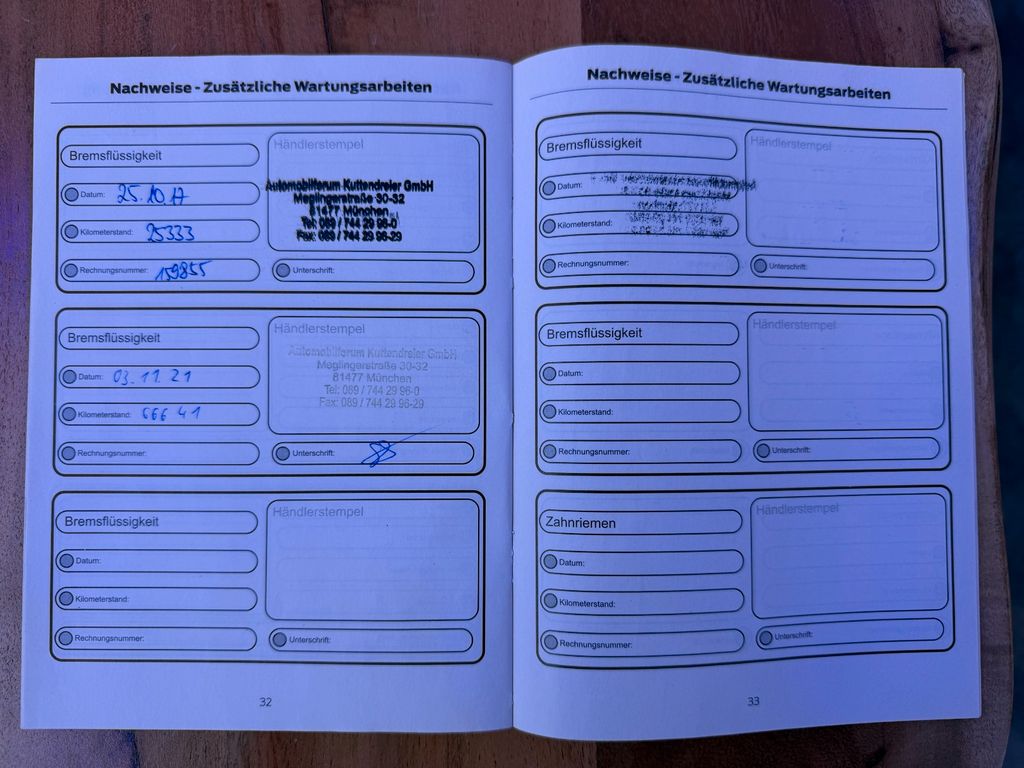 Nachweise - Zusätzliche Wartungsarbeiten
Bremsflüssigkeit
Datum: 25.10.17
Kilometerstand: 25333
Rechnungsnummer: 159855
Händlerstempel
Automobilforum Kuttendreier GmbH
Meglingerstraße 30-32
81477 München
Tel: 089 / 744 29 96-0
Fax: 089 / 744 29 96-29
Unterschrift:
Bremsflüssigkeit
Datum: 03.11.21
Kilometerstand: 666 41
Rechnungsnummer:
Händlerstempel
Automobilforum Kuttendreier GmbH
Meglingerstraße 30-32
81477 München
Tel: 089 / 744 29 96-0
Fax: 089 / 744 29 96-29
Unterschrift:
Bremsflüssigkeit
Datum:
Kilometerstand:
Rechnungsnummer:
Händlerstempel
Unterschrift:
32
Nachweise - Zusätzliche Wartungsarbeiten
Bremsflüssigkeit
Datum:
Kilometerstand:
Rechnungsnummer:
Händlerstempel
Unterschrift:
Bremsflüssigkeit
Datum:
Kilometerstand:
Rechnungsnummer:
Händlerstempel
Unterschrift:
Zahnriemen
Datum:
Kilometerstand:
Rechnungsnummer:
Händlerstempel
Unterschrift:
33